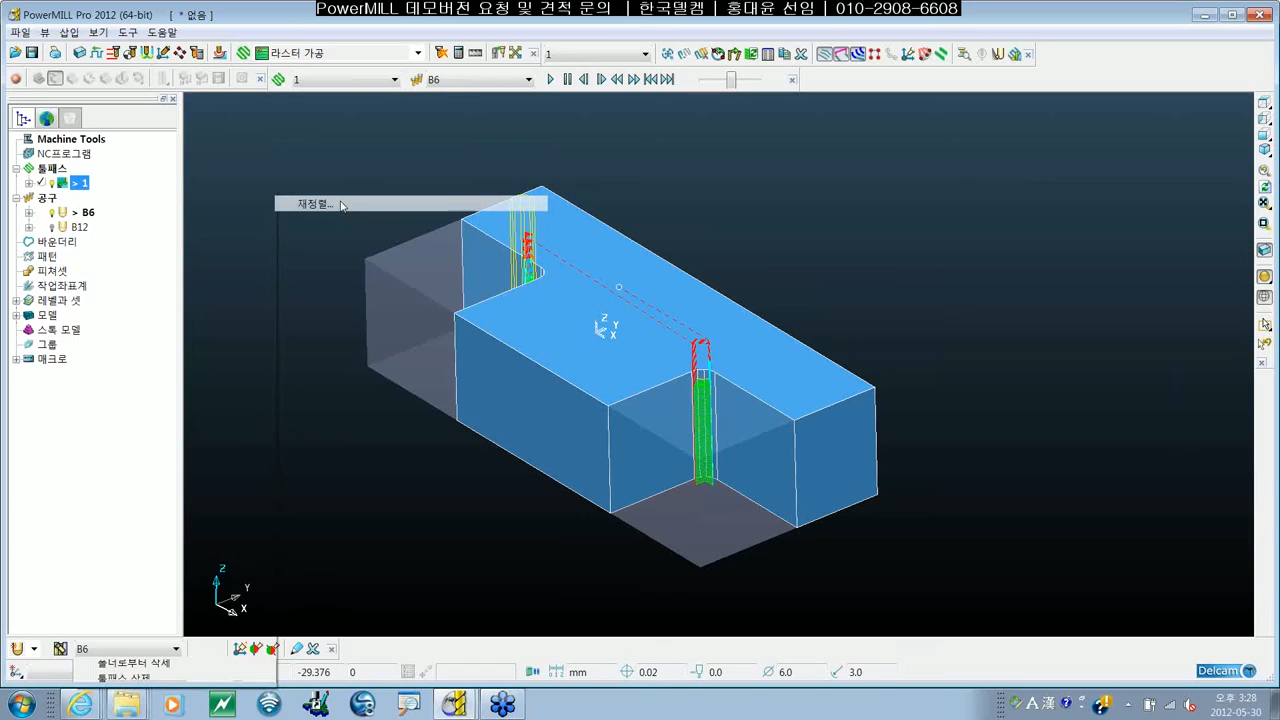 PowerMILL Pro 2012 (64-bit) [ * 없음 ]
PowerMILL 데모버전 요청 및 견적 문의 | 한국델켐 | 홍대윤 선임 | 010-2908-6608
파일 뷰 삽입 보기 도구 도움말
라스터 가공
1
1
B6
Machine Tools
NC프로그램
툴패스
> 1
공구
> B6
B12
바운더리
패턴
피쳐셋
작업좌표계
레벨과 셋
모델
스톡 모델
그룹
매크로
재정렬...
Z
Y
X
Z
Y
X
B6
툴패스 삭제
-29.376 0 mm 0.02 0.0 6.0 3.0
Delcam
A 漢
오후 3:28
2012-05-30